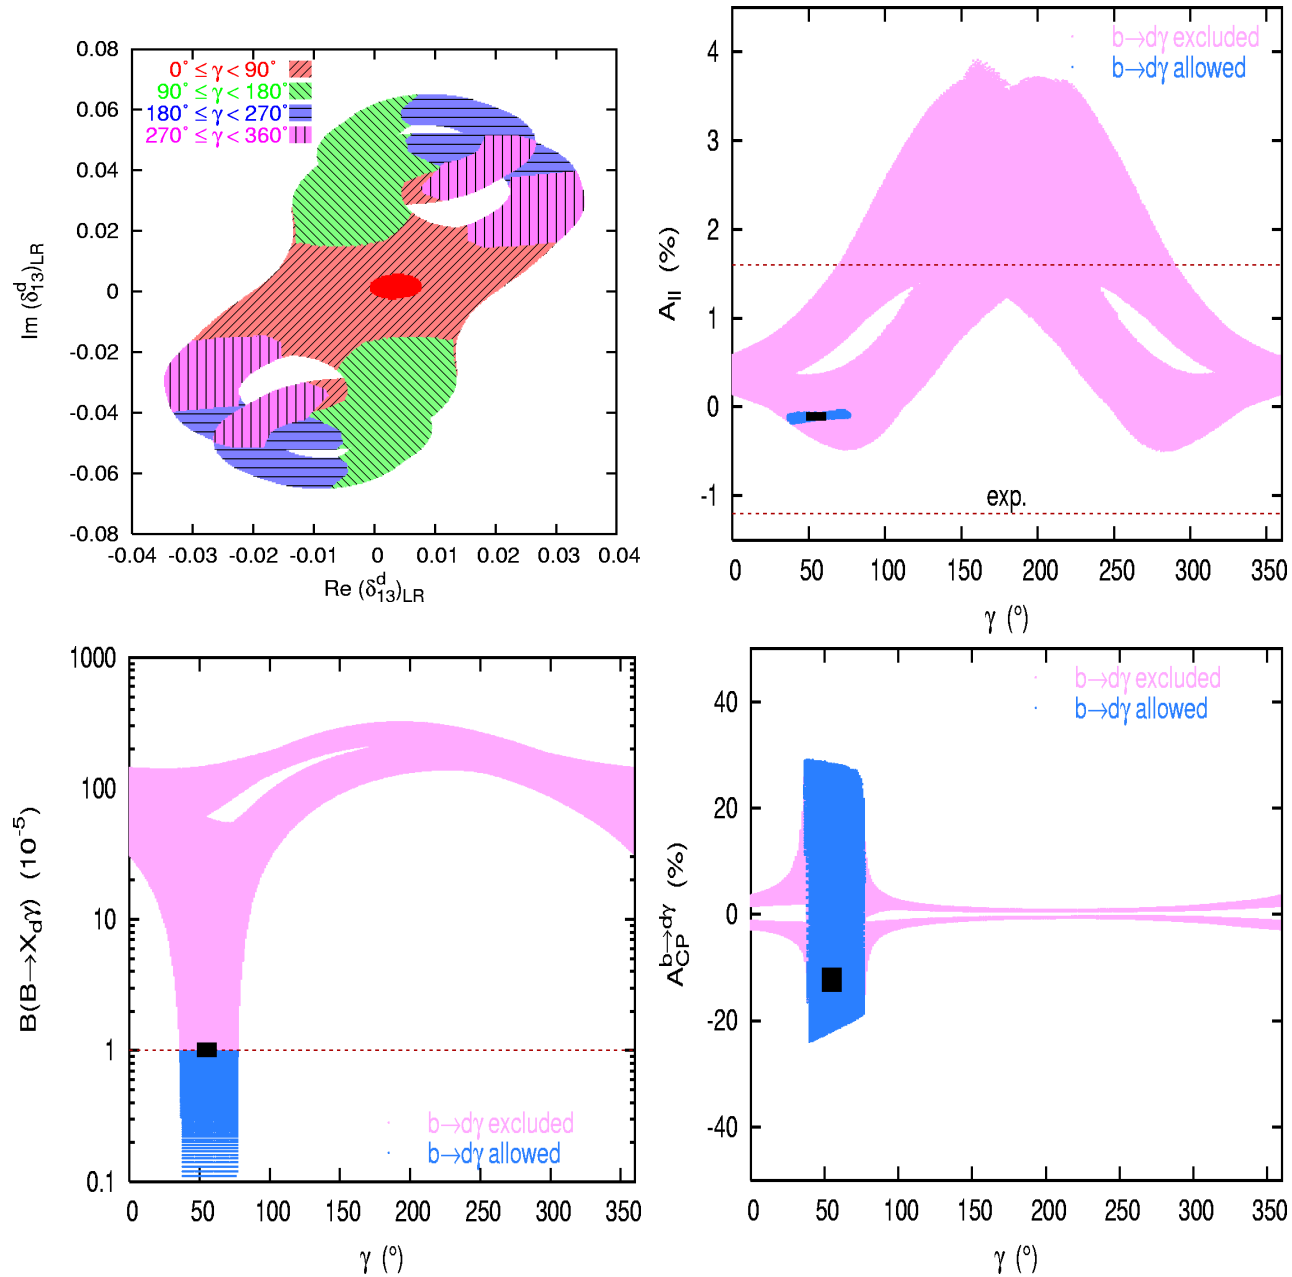 0.08
0.06
0.04
0.02
0
-0.02
-0.04
-0.06
-0.08
-0.04 -0.03 -0.02 -0.01 0 0.01 0.02 0.03 0.04
Im (δᵈ₁₃)LR
Re (δᵈ₁₃)LR
0° ≤ γ < 90°
90° ≤ γ < 180°
180° ≤ γ < 270°
270° ≤ γ < 360°
4
3
2
1
0
-1
0 50 100 150 200 250 300 350
A_ll (%)
γ (°)
b→dγ excluded
b→dγ allowed
exp.
1000
100
10
1
0.1
0 50 100 150 200 250 300 350
B(B→X_dγ) (10⁻⁵)
γ (°)
b→dγ excluded
b→dγ allowed
40
20
0
-20
-40
0 50 100 150 200 250 300 350
A_CP^b→dγ (%)
γ (°)
b→dγ excluded
b→dγ allowed